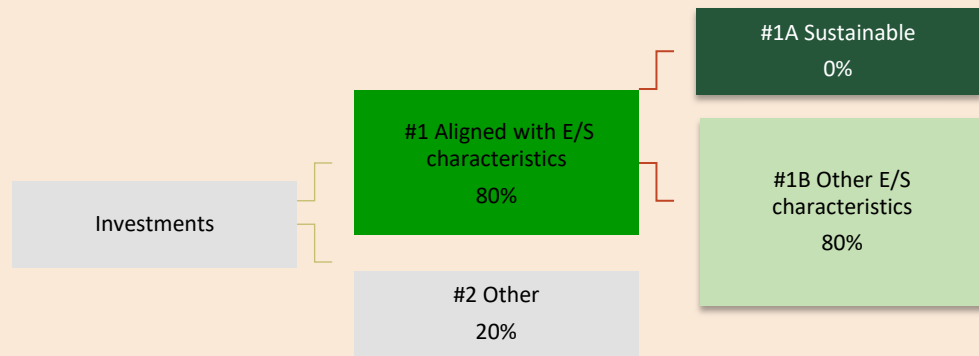 Investments
#1 Aligned with E/S
characteristics
80%
#2 Other
20%
#1A Sustainable
0%
#1B Other E/S
characteristics
80%